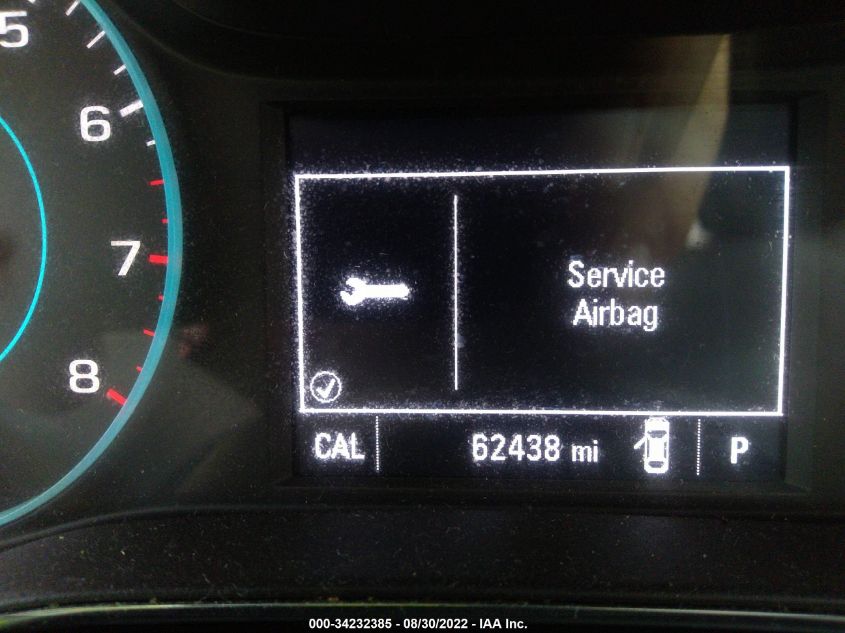 5
6
7
8
Service
Airbag
CAL
62438 mi
P
000-34232385 - 08/30/2022 - IAA Inc.